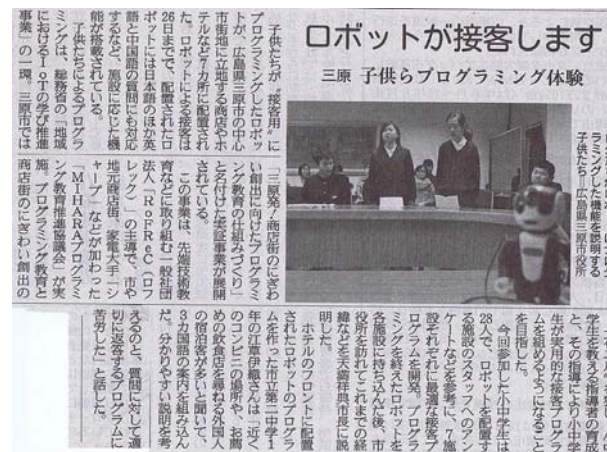 ロボットが接客します
三原 子供らプログラミング体験
ラミングした機能を説明する
子供たち｜広島県三原市役所
子供たちが〝接客用〟に
プログラミングしたロボッ
トが、広島県三原市の中心
市街地に立地する商店やホ
テルなど7カ所に配置され
た。ロボットによる接客は
26日までで、配置されたロ
ボットには日本語のほか英
語と中国語の質問にも対応
するなど、施設に応じた機
能が搭載されている。
子供たちによるプログラ
ミングは、総務省の「地域
におけるIoTの学び推進
事業」の一環。三原市では
「三原発！商店街のにぎわ
い創出に向けたプログラミ
ング教育の仕組みづくり」
と名付けた実証事業が展開
されている。
この事業は、先端技術教
育などに取り組む一般社団
法人「RoFReC（ロフ
レック）」の主導で、市や
地元商店街、家電大手「シ
ャープ」などが加わった
「MIHARAプログラミ
ング教育推進協議会」が実
施。プログラミング教育と
商店街のにぎわい創出の
学生を教える指導者の育成
と、その指導により小中学
生が実用的な接客プログラ
ムを組めるようになること
を目指した。
今回参加した小中学生は
28人で、ロボットを配置す
る施設のスタッフへのアン
ケートなどを参考に、7施
設それぞれに最適な接客プ
ログラムを開発。プログラ
ミングを終えたロボットを
各施設に持ち込んだ後、市
役所を訪れてこれまでの経
緯などを天満祥典市長に説
明した。
ホテルのフロントに配置
されたロボットのプログラ
ムを作った市立第二中学1
年の江草伊織さんは「近く
のコンビニの場所や、お薦
めの飲食店を尋ねる外国人
の宿泊客が多いと聞いて、
3カ国語の案内を組み込ん
だ。分かりやすい説明を考
えるのと、質問に対して適
切に返答するプログラムに
苦労した」と話した。